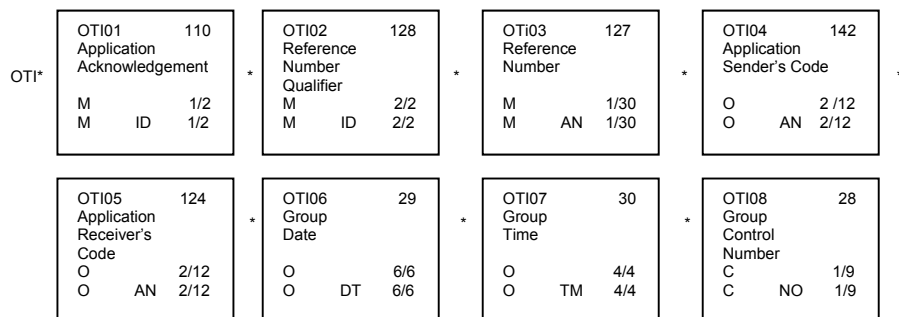 OTI*
OTI01 110
Application
Acknowledgement
M 1/2
M ID 1/2
*
OTI02 128
Reference
Number
Qualifier
M 2/2
M ID 2/2
*
OTi03 127
Reference
Number
M 1/30
M AN 1/30
*
OTI04 142
Application
Sender's Code
O 2 /12
O AN 2/12
*
OTI05 124
Application
Receiver's
Code
O 2/12
O AN 2/12
*
OTI06 29
Group
Date
O 6/6
O DT 6/6
*
OTI07 30
Group
Time
O 4/4
O TM 4/4
*
OTI08 28
Group
Control
Number
C 1/9
C NO 1/9